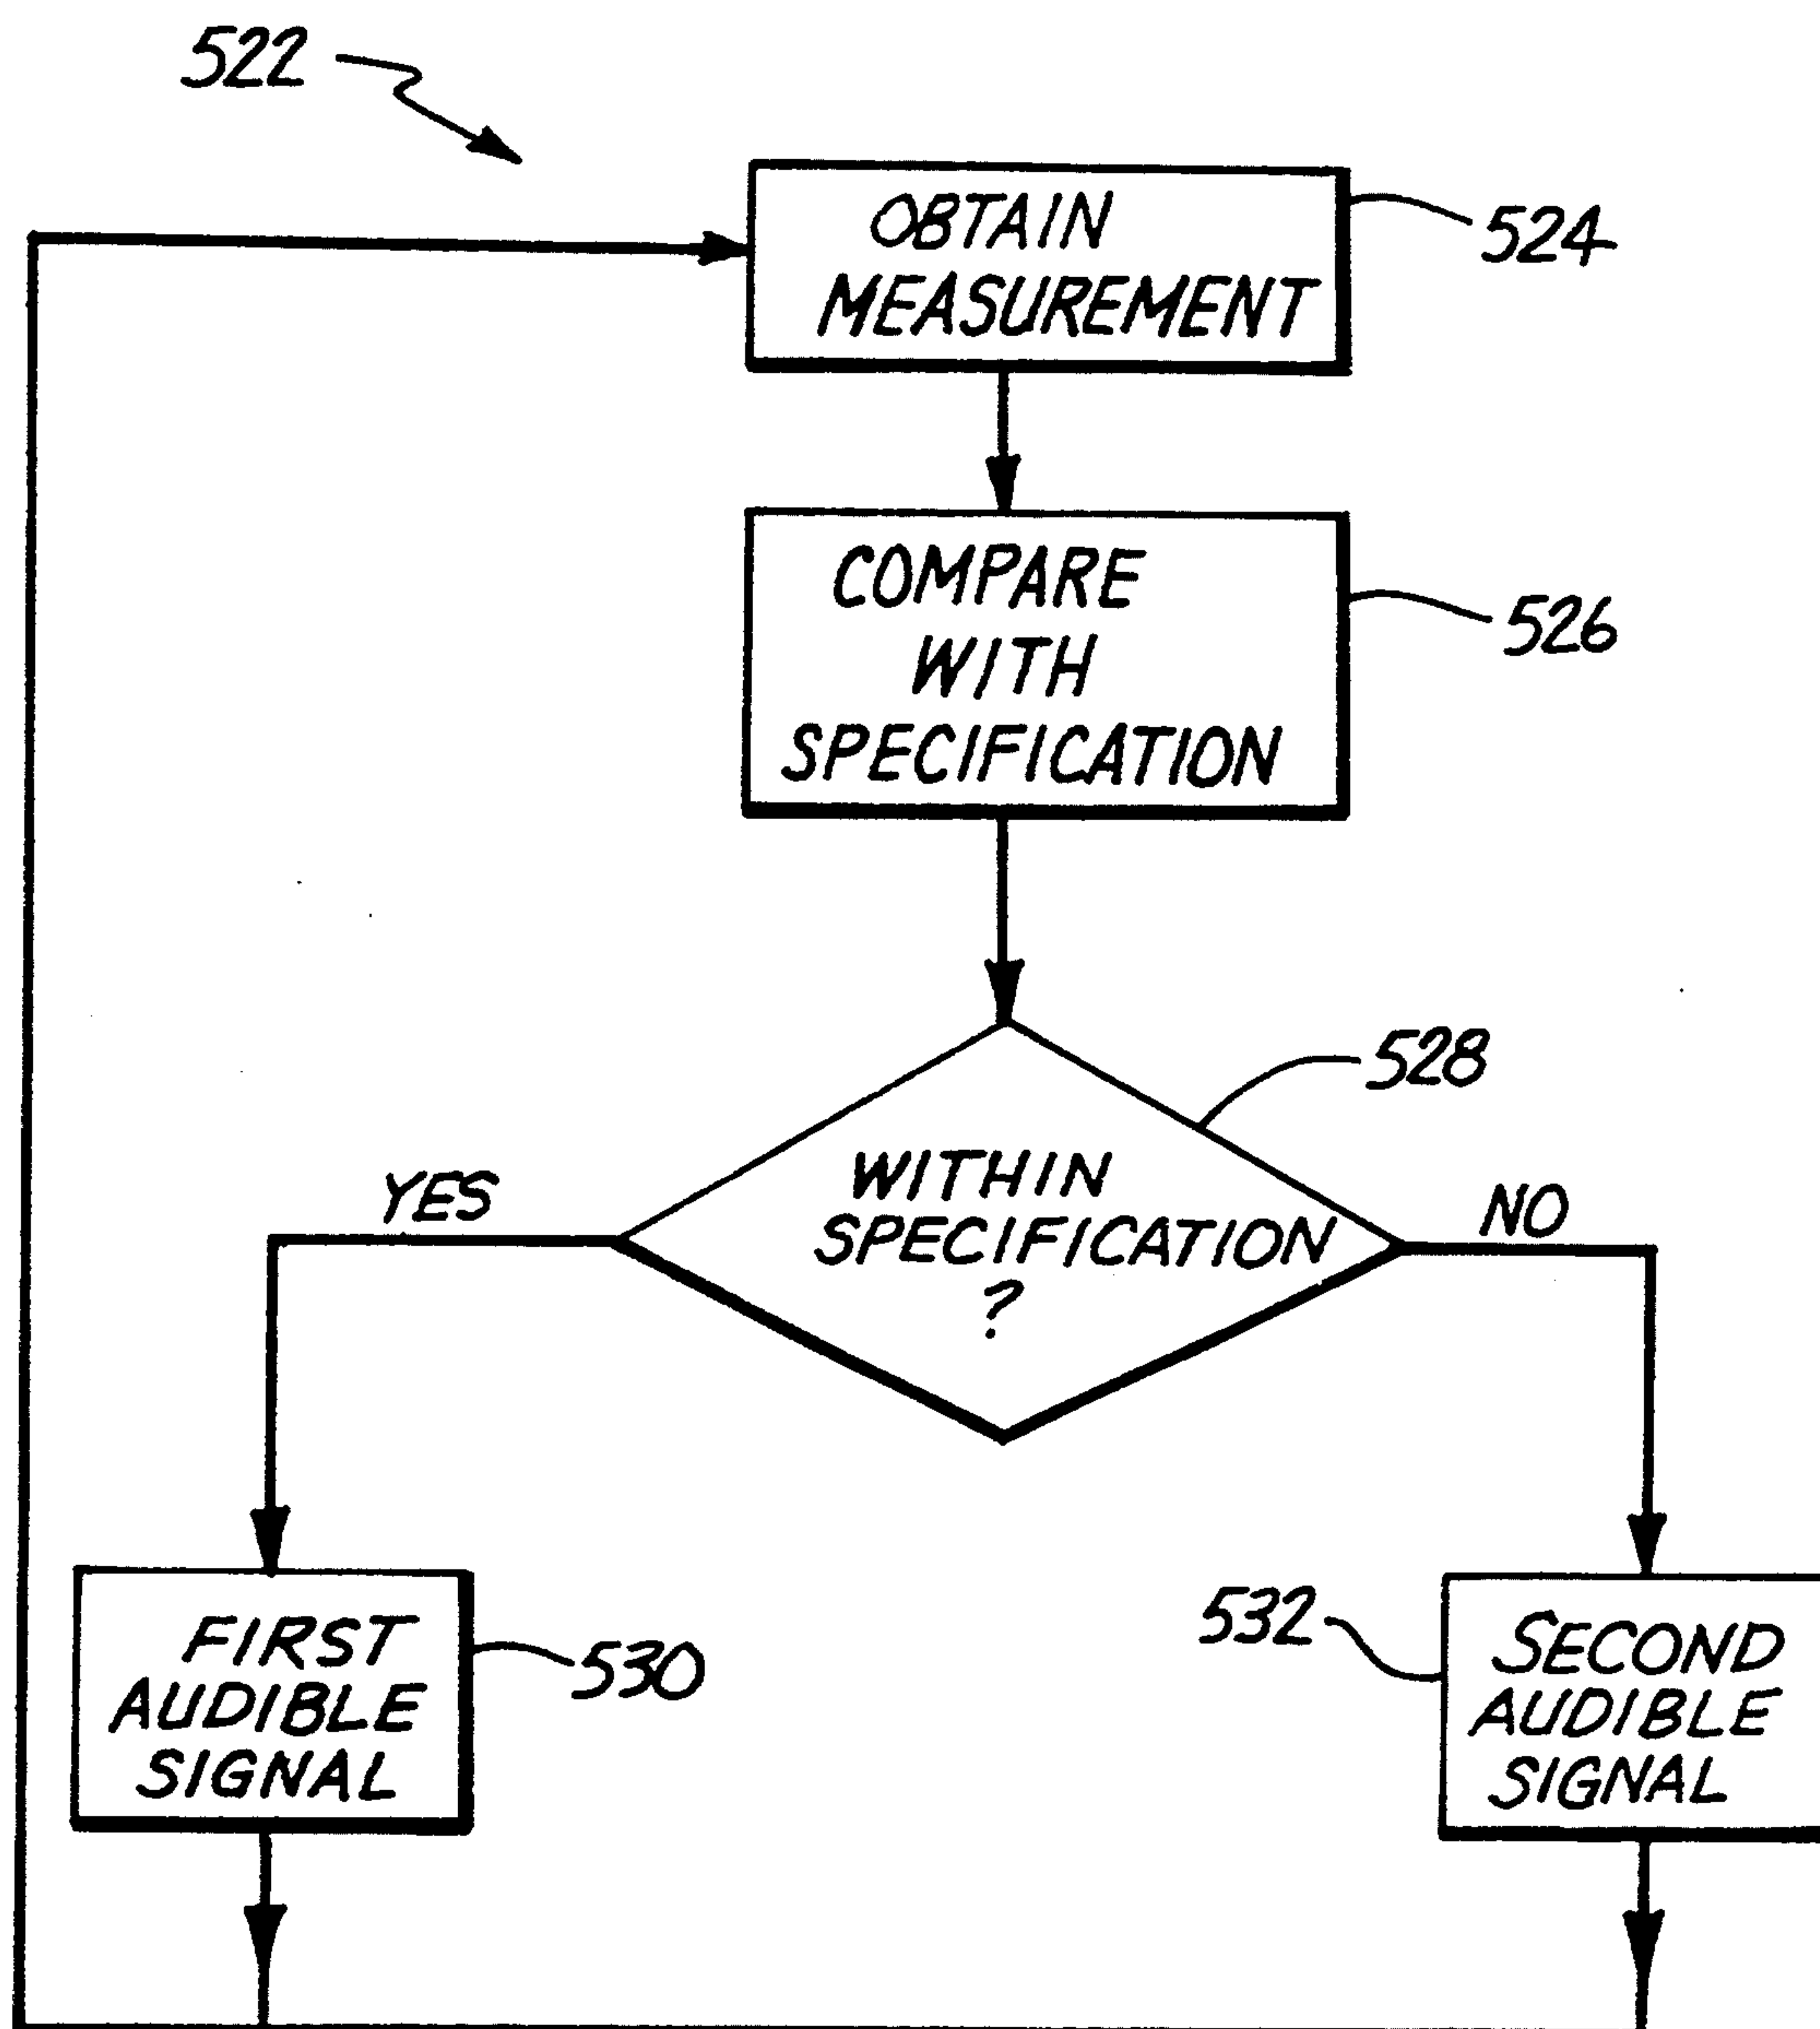 522
OBTAIN
MEASUREMENT
524
COMPARE
WITH
SPECIFICATION
526
528
WITHIN
SPECIFICATION
?
YES
NO
FIRST
AUDIBLE
SIGNAL
530
532
SECOND
AUDIBLE
SIGNAL